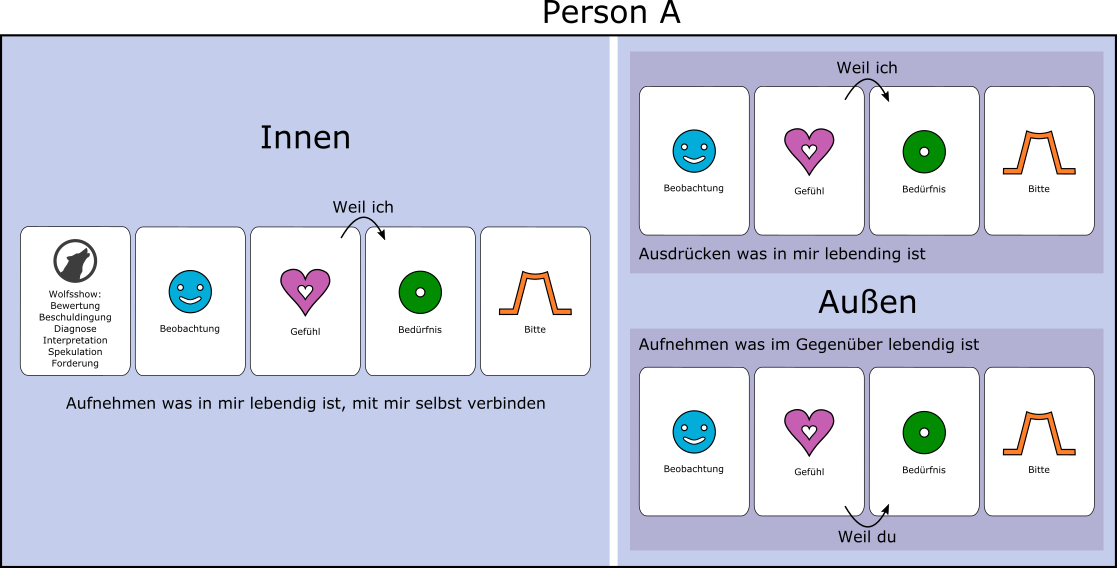 Person A
Innen
Weil ich
Wolfsshow:
Bewertung
Beschuldingung
Diagnose
Interpretation
Spekulation
Forderung
Beobachtung
Gefühl
Bedürfnis
Bitte
Aufnehmen was in mir lebendig ist, mit mir selbst verbinden
Weil ich
Beobachtung
Gefühl
Bedürfnis
Bitte
Ausdrücken was in mir lebending ist
Außen
Aufnehmen was im Gegenüber lebendig ist
Beobachtung
Gefühl
Bedürfnis
Bitte
Weil du